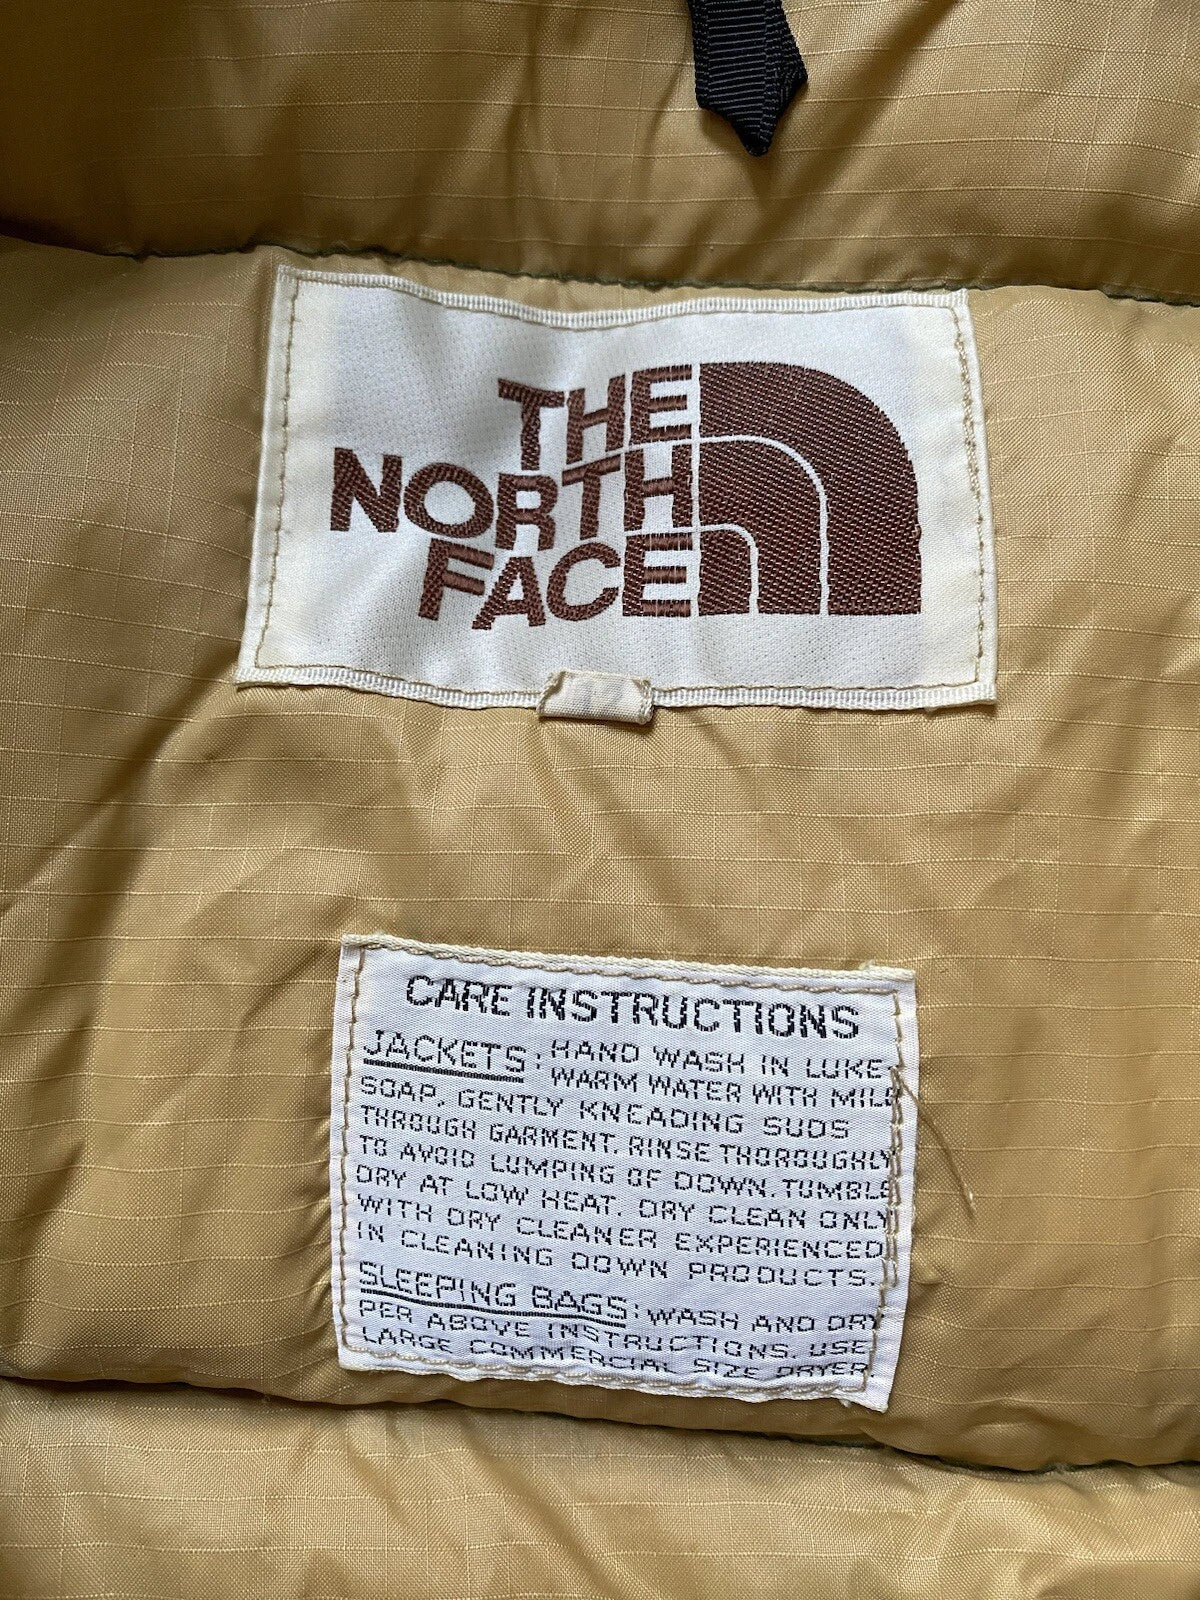 THE
NORTH
FACE
CARE INSTRUCTIONS
JACKETS: HAND WASH IN LUKE
WARM WATER WITH MILD
SOAP, GENTLY KNEADING SUDS
THROUGH GARMENT. RINSE THOROUGHLY
TO AVOID LUMPING OF DOWN. TUMBLE
DRY AT LOW HEAT. DRY CLEAN ONLY
WITH DRY CLEANER EXPERIENCED
IN CLEANING DOWN PRODUCTS.
SLEEPING BAGS: WASH AND DRY
PER ABOVE INSTRUCTIONS. USE
LARGE COMMERCIAL SIZE DRYER.